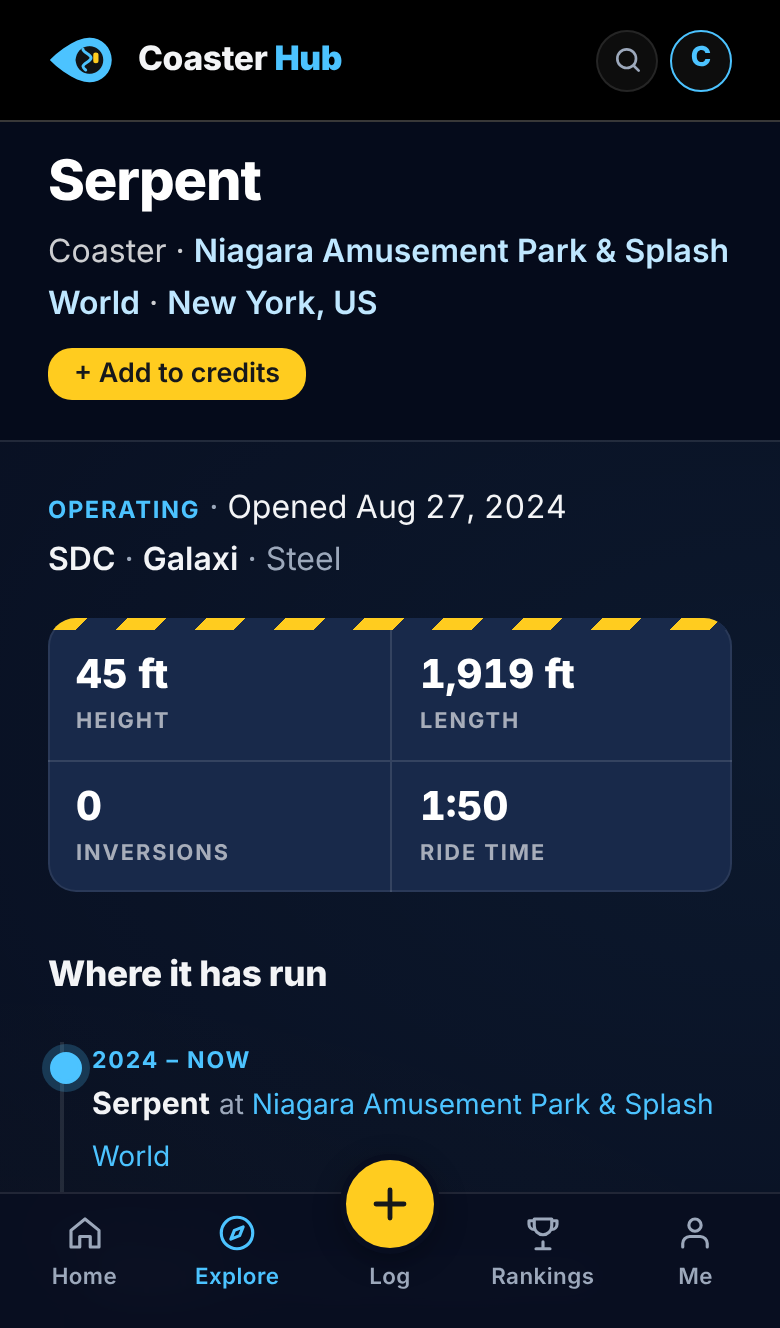 Coaster Hub
C
Serpent
Coaster · Niagara Amusement Park & Splash
World · New York, US
+ Add to credits
OPERATING · Opened Aug 27, 2024
SDC · Galaxi · Steel
45 ft
HEIGHT
1,919 ft
LENGTH
0
INVERSIONS
1:50
RIDE TIME
Where it has run
2024 – NOW
Serpent at Niagara Amusement Park & Splash
World
Home
Explore
Log
Rankings
Me